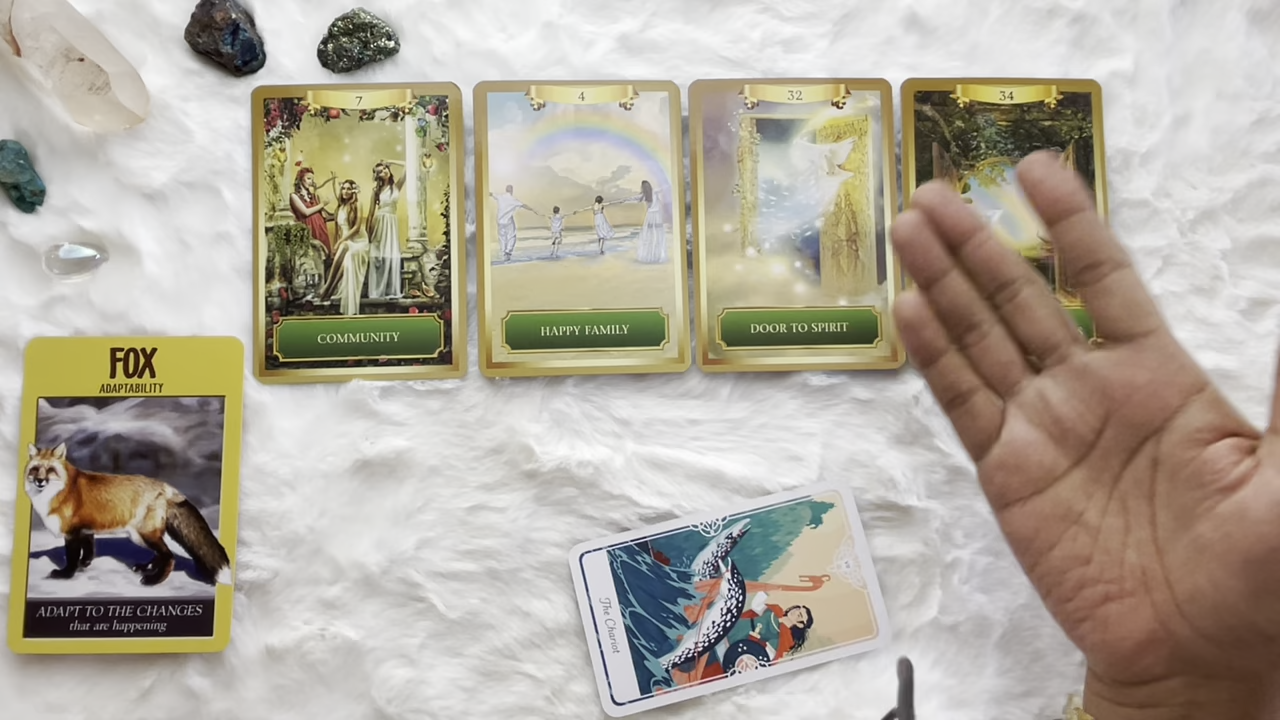 7
COMMUNITY
4
HAPPY FAMILY
32
DOOR TO SPIRIT
34
FOX
ADAPTABILITY
ADAPT TO THE CHANGES
that are happening
The Chariot